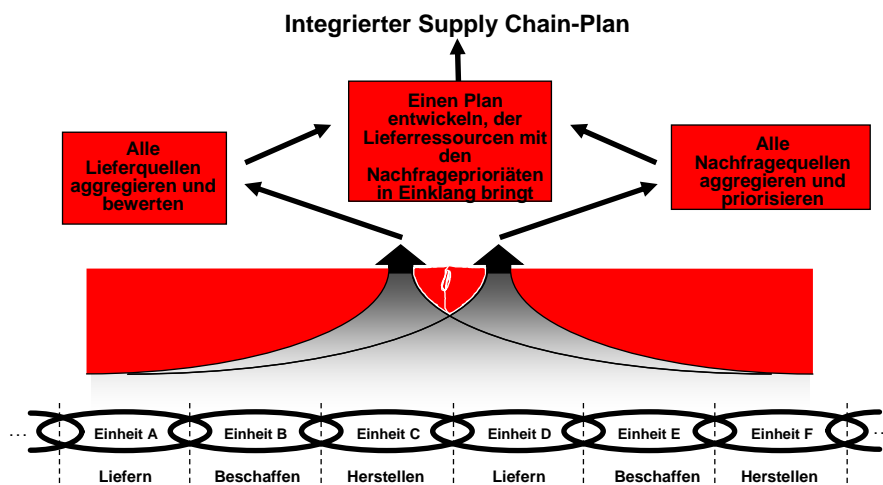 Integrierter Supply Chain-Plan
Einen Plan
entwickeln, der
Lieferressourcen mit
den
Nachfrageprioriäten
in Einklang bringt
Alle
Lieferquellen
aggregieren und
bewerten
Alle
Nachfragequellen
aggregieren und
priorisieren
... Einheit A Einheit B Einheit C Einheit D Einheit E Einheit F ...
Liefern Beschaffen Herstellen Liefern Beschaffen Herstellen